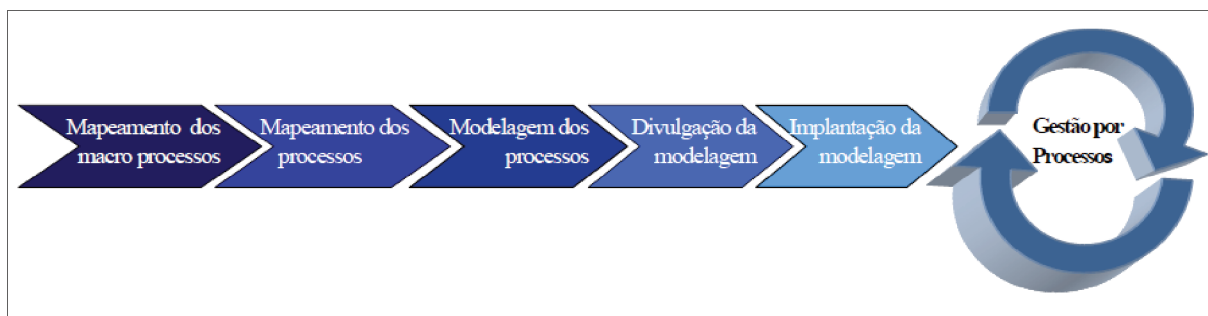 Mapeamento dos
macro processos
Mapeamento dos
processos
Modelagem dos
processos
Divulgação da
modelagem
Implantação da
modelagem
Gestão por
Processos